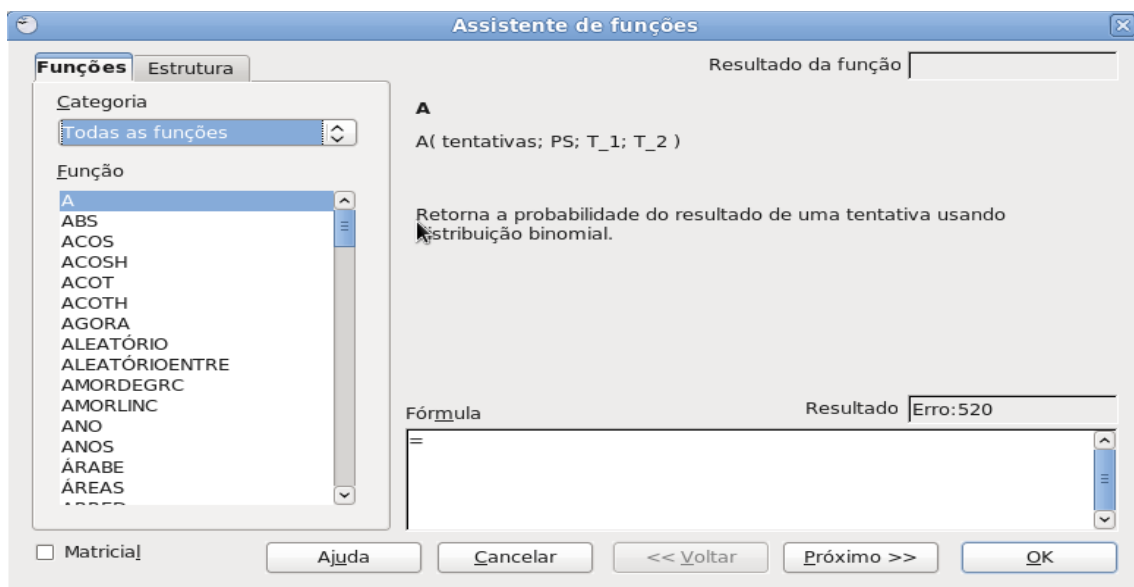 Assistente de funções
Funções
Estrutura
Resultado da função
Categoria
Todas as funções
Função
A
ABS
ACOS
ACOSH
ACOT
ACOTH
AGORA
ALEATÓRIO
ALEATÓRIOENTRE
AMORDEGRC
AMORLINC
ANO
ANOS
ÁRABE
ÁREAS
A
A( tentativas; PS; T_1; T_2 )
Retorna a probabilidade do resultado de uma tentativa usando
distribuição binomial.
Fórmula
Resultado
Erro:520
=
Matricial
Ajuda
Cancelar
<< Voltar
Próximo >>
OK